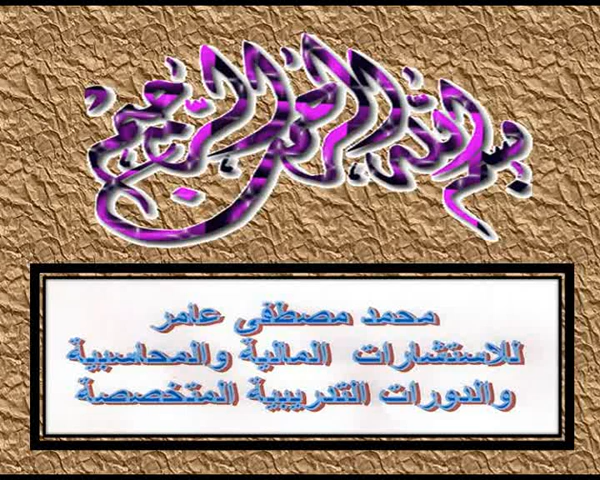 بسم الله الرحمن الرحيم
محمد مصطفى عامر
للاستشارات المالية والمحاسبية
والدورات التدريبية المتخصصة